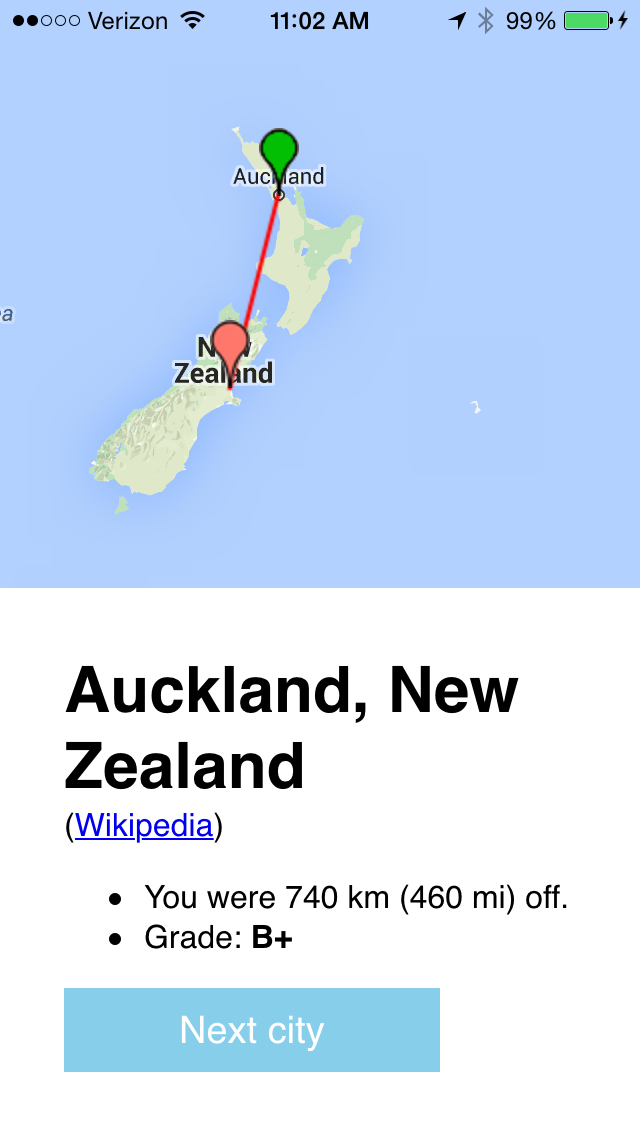 Verizon 11:02 AM 99%
Auckland
ea
New
Zealand
Auckland, New
Zealand
(Wikipedia)
• You were 740 km (460 mi) off.
• Grade: B+
Next city